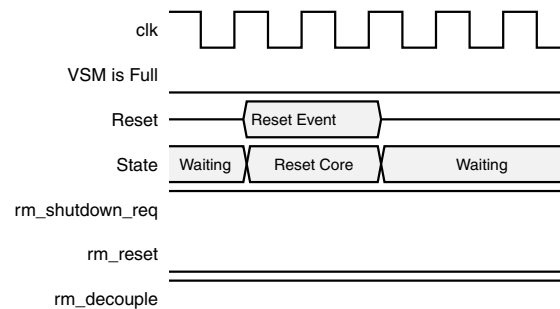 clk
VSM is Full
Reset Reset Event
State Waiting Reset Core Waiting
rm_shutdown_req
rm_reset
rm_decouple